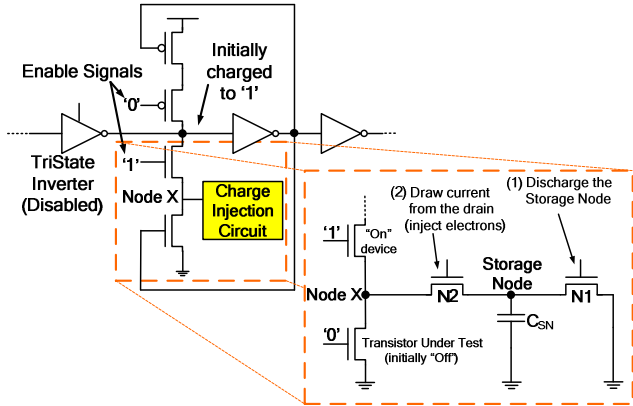 Enable Signals
Initially
charged
to ‘1’
‘0’
TriState
Inverter
(Disabled)
‘1’
Node X
Charge
Injection
Circuit
(1) Discharge the
Storage Node
(2) Draw current
from the drain
(inject electrons)
‘1’
“On”
device
Storage
Node
Node X
N2
N1
CSN
‘0’
Transistor Under Test
(initially “Off”)